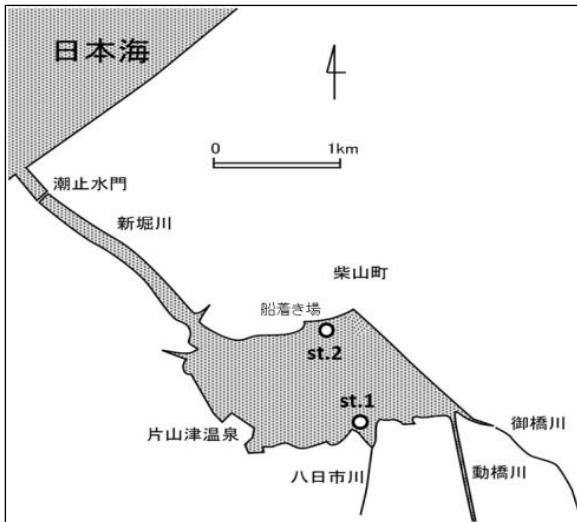 日本海
0 1km
潮止水門
新堀川
柴山町
船着き場
st.2
st.1
片山津温泉
御橋川
八日市川
動橋川